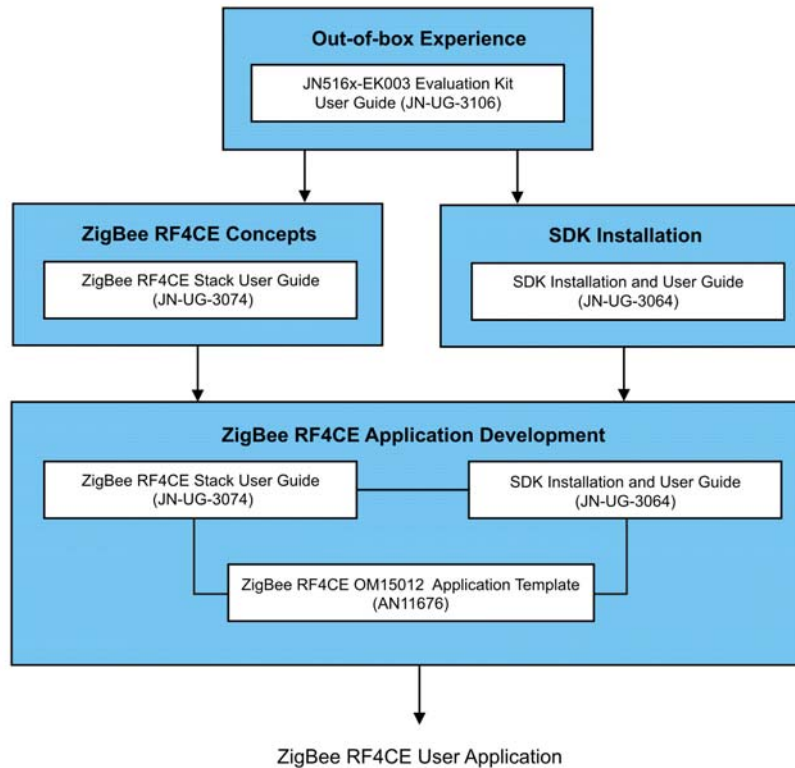 Out-of-box Experience
JN516x-EK003 Evaluation Kit
User Guide (JN-UG-3106)
ZigBee RF4CE Concepts
ZigBee RF4CE Stack User Guide
(JN-UG-3074)
SDK Installation
SDK Installation and User Guide
(JN-UG-3064)
ZigBee RF4CE Application Development
ZigBee RF4CE Stack User Guide
(JN-UG-3074)
SDK Installation and User Guide
(JN-UG-3064)
ZigBee RF4CE OM15012 Application Template
(AN11676)
ZigBee RF4CE User Application